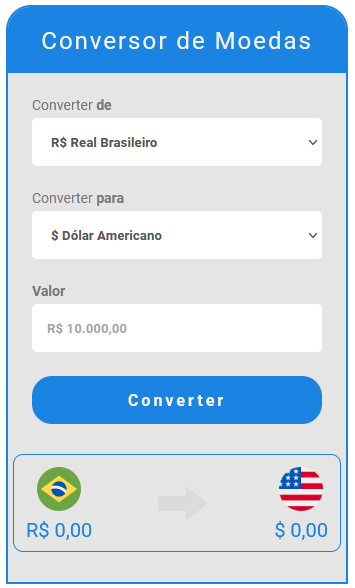 Conversor de Moedas
Converter de
R$ Real Brasileiro
Converter para
$ Dólar Americano
Valor
R$ 10.000,00
Converter
R$ 0,00 $ 0,00